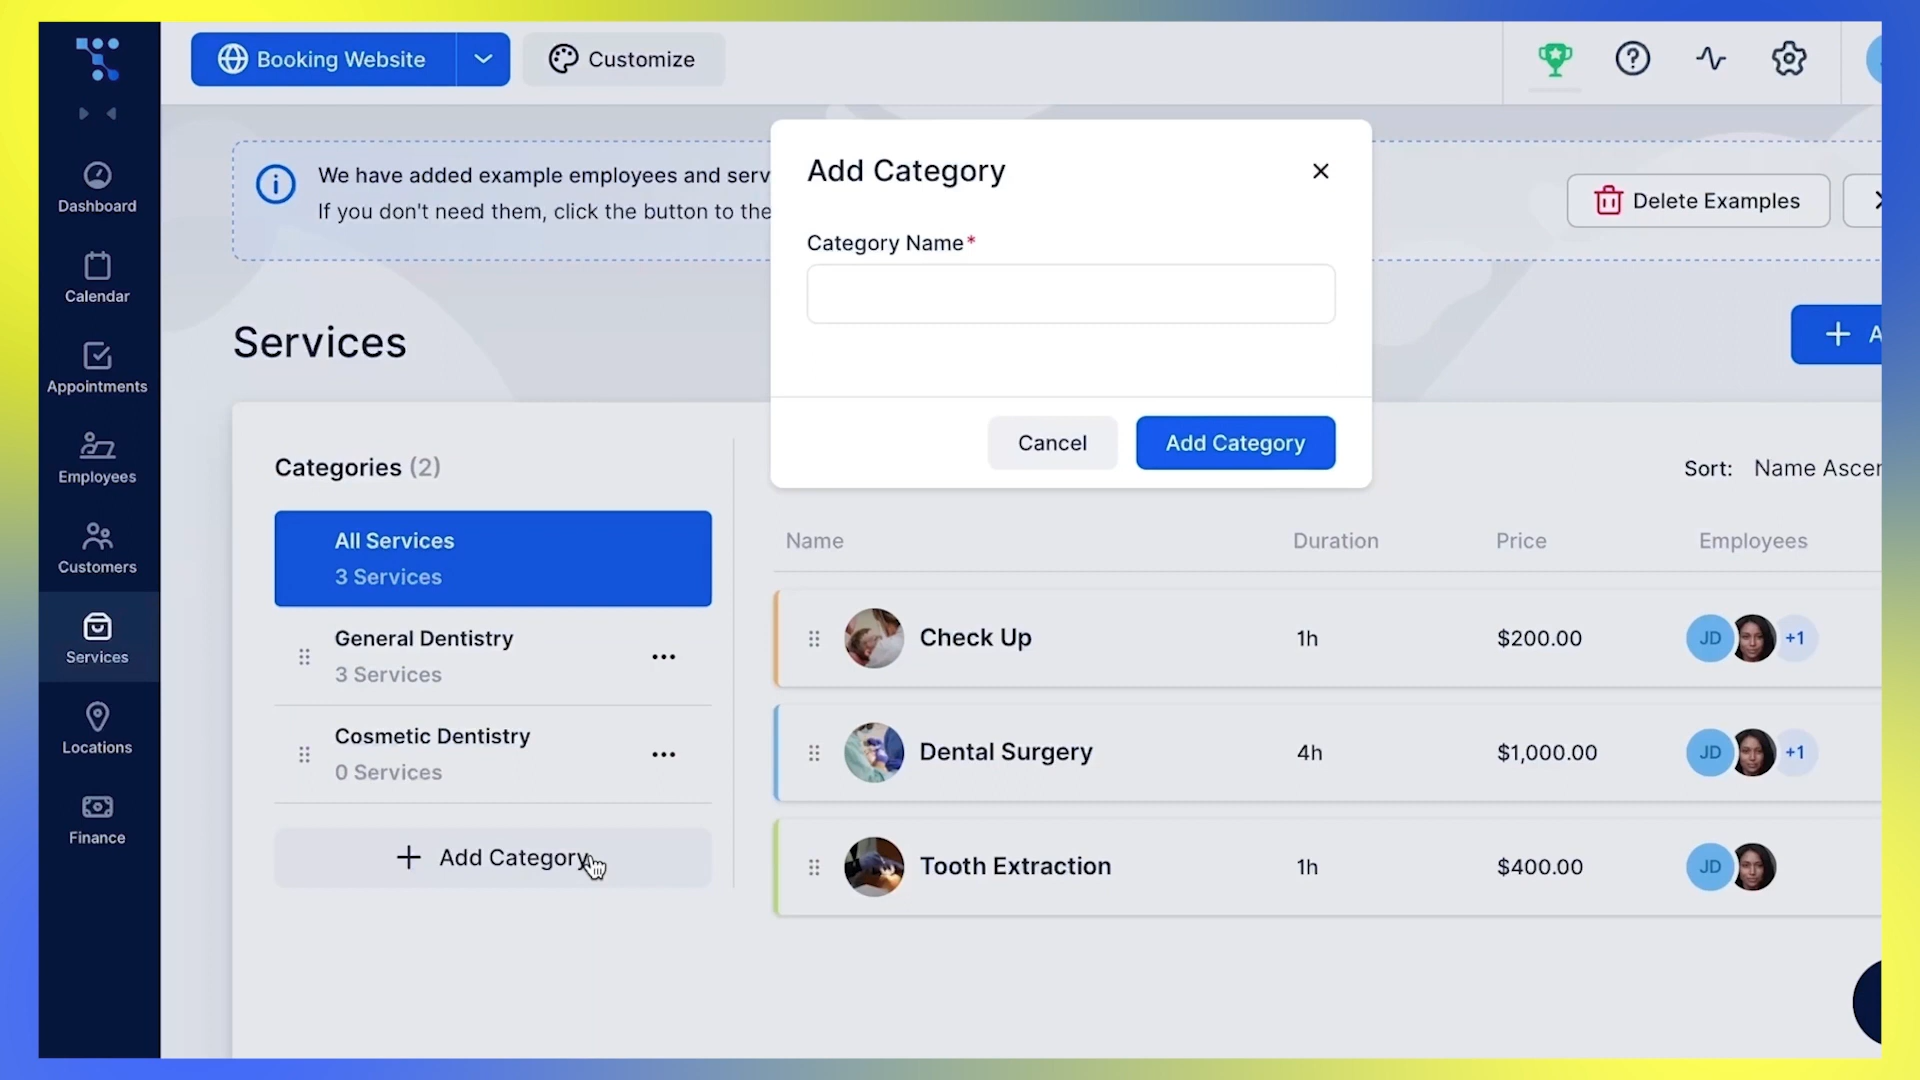 Booking Website
Customize
Dashboard
Calendar
Appointments
Employees
Customers
Services
Locations
Finance
We have added example employees and serv
If you don't need them, click the button to the
Delete Examples
Add Category
Category Name*
Cancel
Add Category
Services
+ A
Categories (2)
All Services
3 Services
General Dentistry
3 Services
Cosmetic Dentistry
0 Services
+ Add Category
Sort: Name Ascen
Name Duration Price Employees
Check Up 1h $200.00 JD +1
Dental Surgery 4h $1,000.00 JD +1
Tooth Extraction 1h $400.00 JD